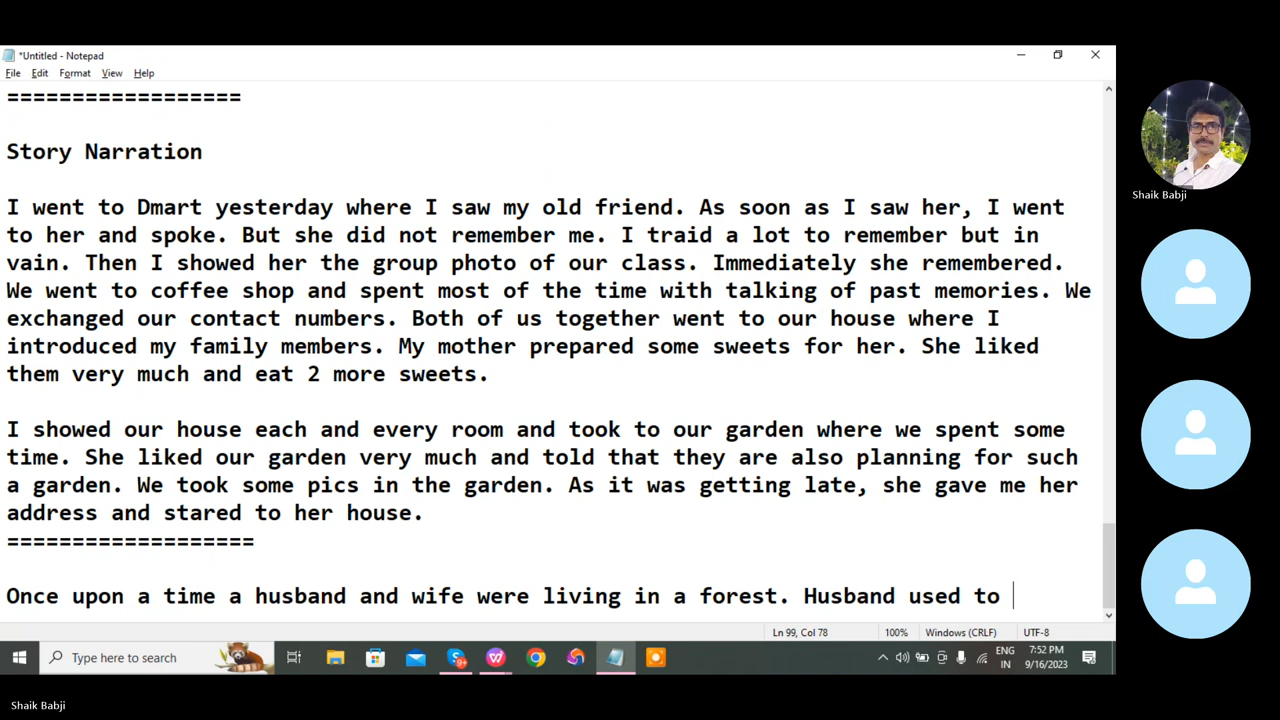 *Untitled - Notepad
File Edit Format View Help
==================
Story Narration
I went to Dmart yesterday where I saw my old friend. As soon as I saw her, I went
to her and spoke. But she did not remember me. I traid a lot to remember but in
vain. Then I showed her the group photo of our class. Immediately she remembered.
We went to coffee shop and spent most of the time with talking of past memories. We
exchanged our contact numbers. Both of us together went to our house where I
introduced my family members. My mother prepared some sweets for her. She liked
them very much and eat 2 more sweets.
I showed our house each and every room and took to our garden where we spent some
time. She liked our garden very much and told that they are also planning for such
a garden. We took some pics in the garden. As it was getting late, she gave me her
address and stared to her house.
===================
Once upon a time a husband and wife were living in a forest. Husband used to
Ln 99, Col 78 100% Windows (CRLF) UTF-8
Type here to search
ENG
IN
7:52 PM
9/16/2023
Shaik Babji
Shaik Babji